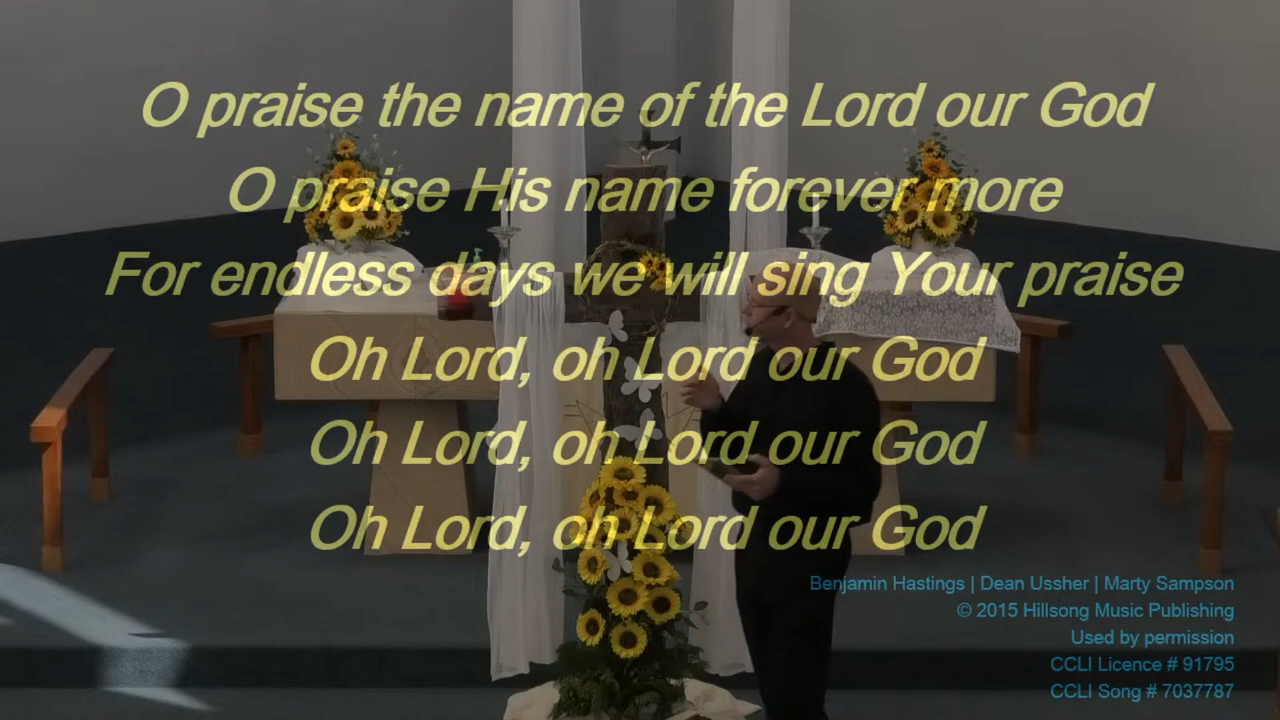 O praise the name of the Lord our God
O praise His name forever more
For endless days we will sing Your praise
Oh Lord, oh Lord our God
Oh Lord, oh Lord our God
Oh Lord, oh Lord our God
Benjamin Hastings | Dean Ussher | Marty Sampson
© 2015 Hillsong Music Publishing
Used by permission
CCLI Licence # 91795
CCLI Song # 7037787